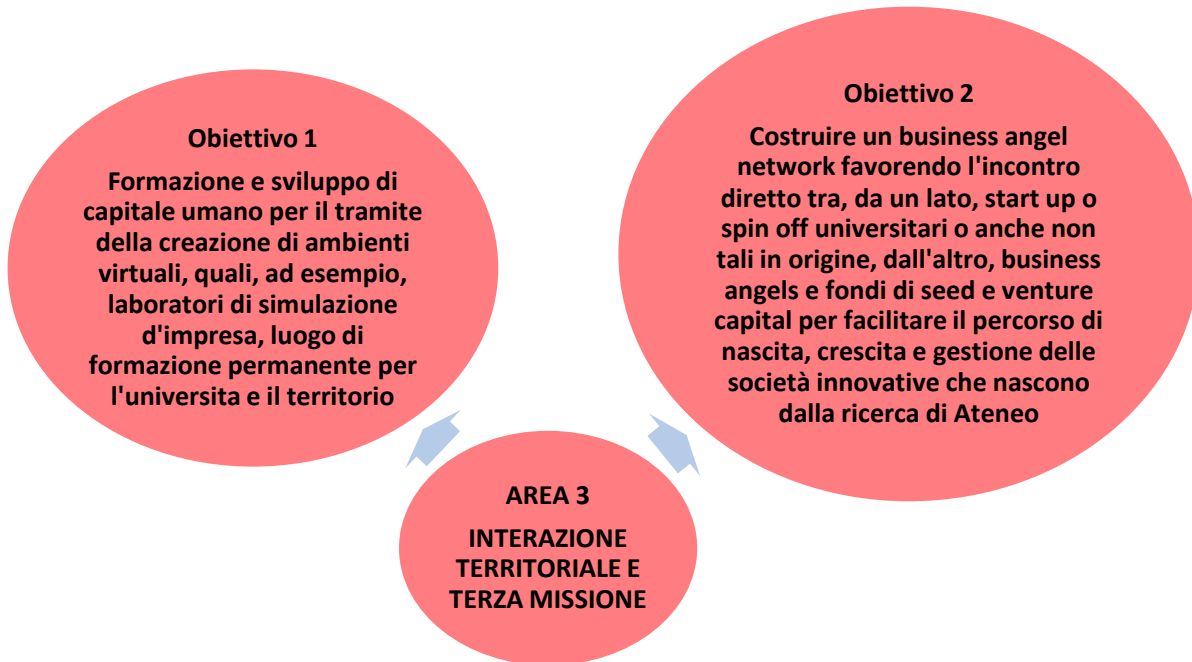 Obiettivo 1
Formazione e sviluppo di
capitale umano per il tramite
della creazione di ambienti
virtuali, quali, ad esempio,
laboratori di simulazione
d'impresa, luogo di
formazione permanente per
l'universita e il territorio
Obiettivo 2
Costruire un business angel
network favorendo l'incontro
diretto tra, da un lato, start up o
spin off universitari o anche non
tali in origine, dall'altro, business
angels e fondi di seed e venture
capital per facilitare il percorso di
nascita, crescita e gestione delle
società innovative che nascono
dalla ricerca di Ateneo
AREA 3
INTERAZIONE
TERRITORIALE E
TERZA MISSIONE